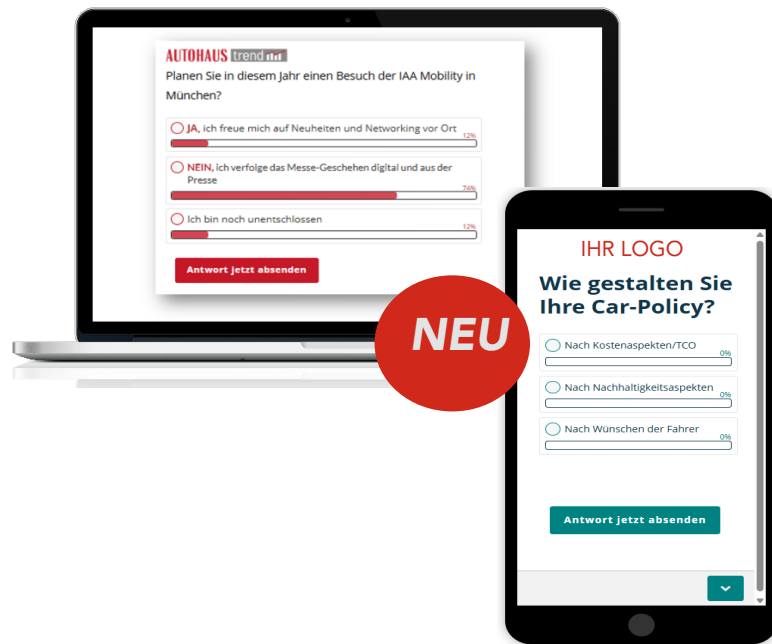 AUTOHAUS trend
Planen Sie in diesem Jahr einen Besuch der IAA Mobility in
München?
JA, ich freue mich auf Neuheiten und Networking vor Ort
12%
NEIN, ich verfolge das Messe-Geschehen digital und aus der
Presse
74%
Ich bin noch unentschlossen
12%
Antwort jetzt absenden
NEU
IHR LOGO
Wie gestalten Sie
Ihre Car-Policy?
Nach Kostenaspekten/TCO
0%
Nach Nachhaltigkeitsaspekten
0%
Nach Wünschen der Fahrer
0%
Antwort jetzt absenden